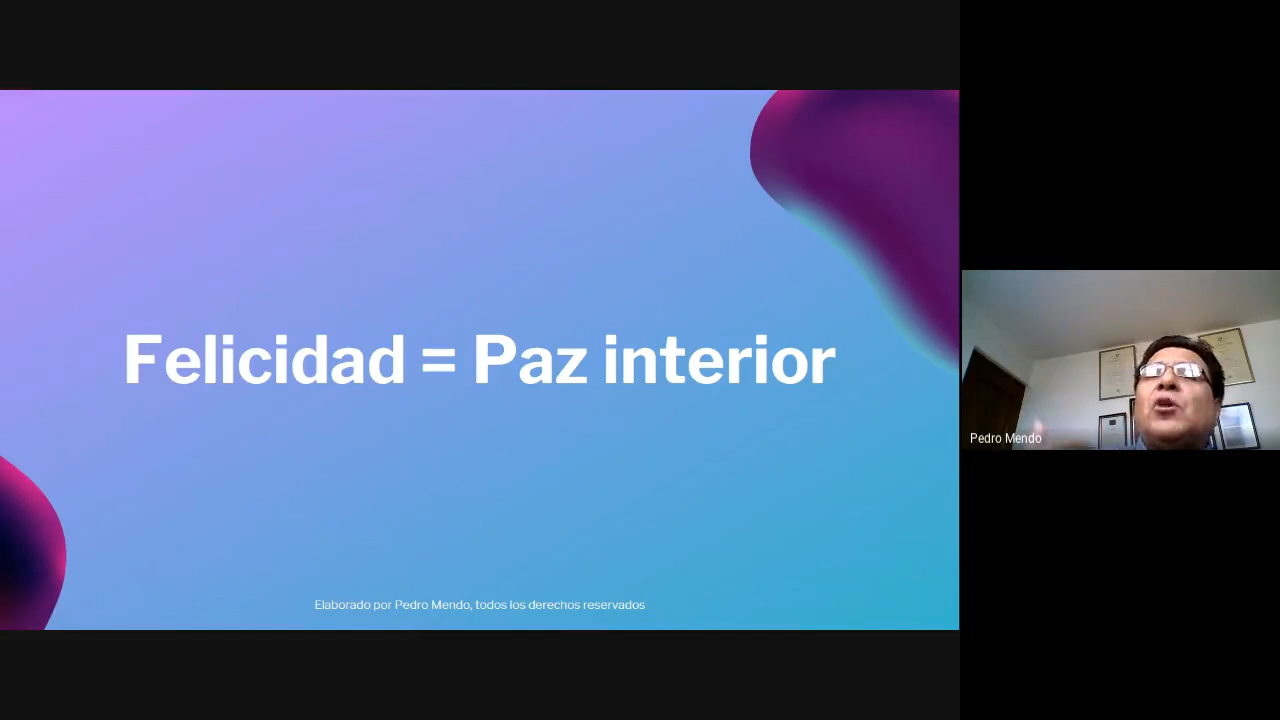 Felicidad = Paz interior
Elaborado por Pedro Mendo, todos los derechos reservados
Pedro Mendo